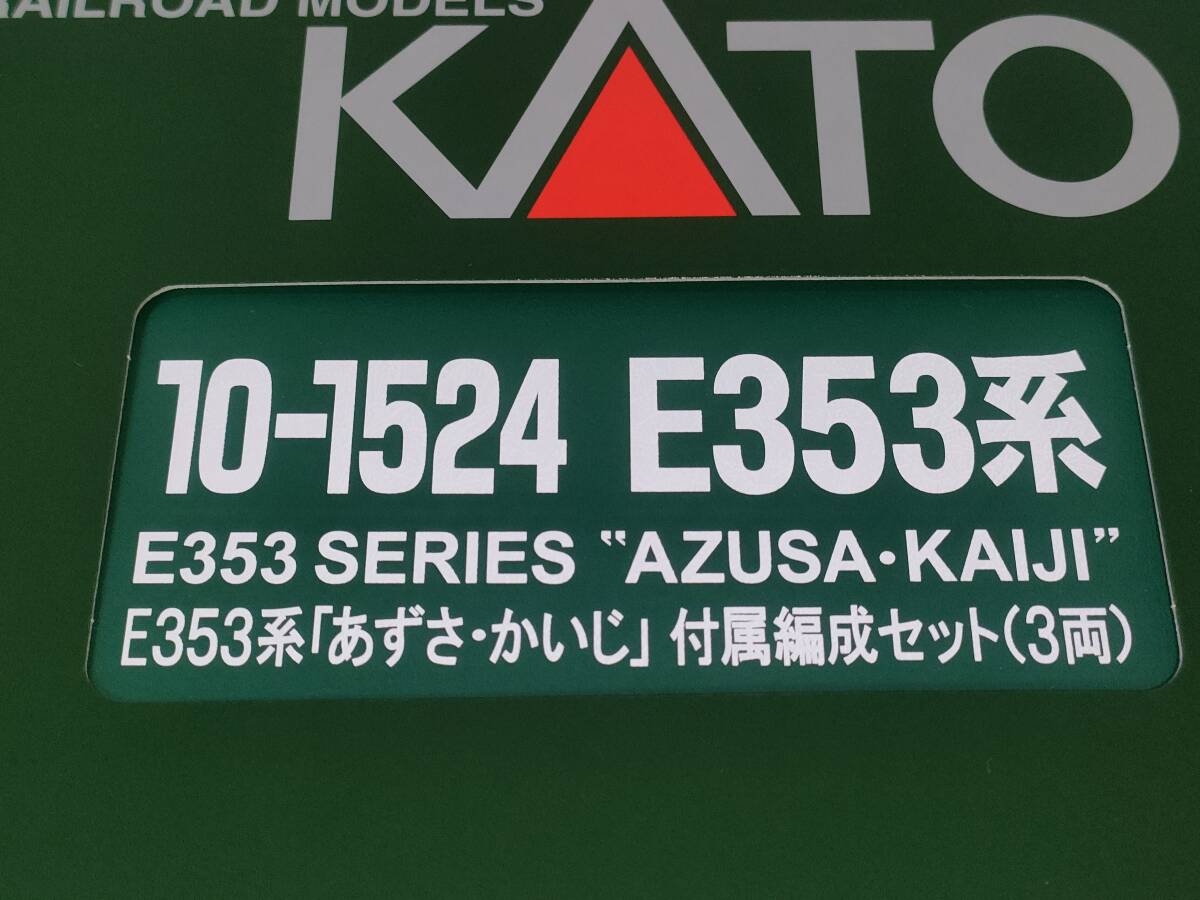 RAILROAD MODELS
KATO
10-1524 E353系
E353 SERIES “AZUSA・KAIJI”
E353系「あずさ・かいじ」付属編成セット(3両)